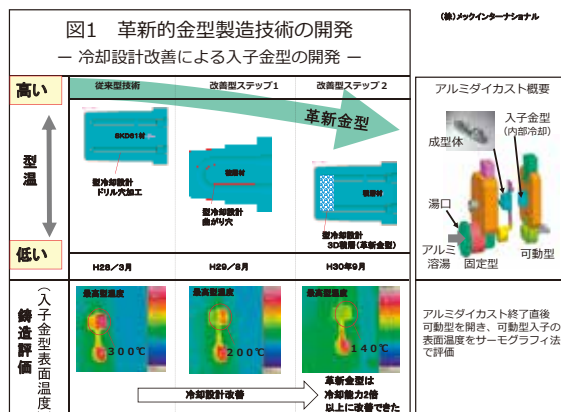 (株)メックインターナショナル
図1 革新的金型製造技術の開発
― 冷却設計改善による入子金型の開発 ―
高い
型温
低い
従来型技術
改善型ステップ1
改善型ステップ2
革新金型
SKD61材
型冷却設計
ドリル穴加工
積層材
型冷却設計
曲がり穴
積層材
型冷却設計
3D積層(革新金型)
H28/3月
H29/8月
H30年9月
鋳造評価
(入子金型表面温度)
最高型温度
300℃
最高型温度
200℃
最高型温度
140℃
冷却設計改善
革新金型は
冷却能力2倍
以上に改善できた
アルミダイカスト概要
成型体
入子金型
(内部冷却)
湯口
アルミ
溶湯
固定型
可動型
アルミダイカスト終了直後
可動型を開き、可動型入子の
表面温度をサーモグラフィ法
で評価